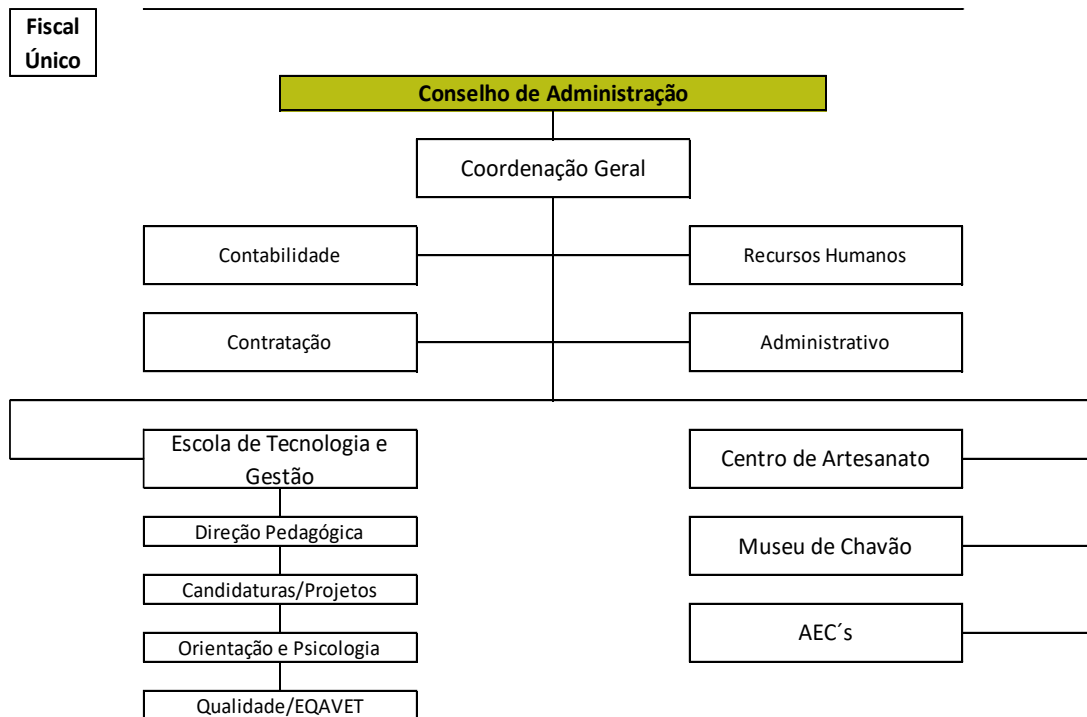 Fiscal
Único
Conselho de Administração
Coordenação Geral
Contabilidade
Recursos Humanos
Contratação
Administrativo
Escola de Tecnologia e
Gestão
Centro de Artesanato
Direção Pedagógica
Museu de Chavão
Candidaturas/Projetos
AEC´s
Orientação e Psicologia
Qualidade/EQAVET